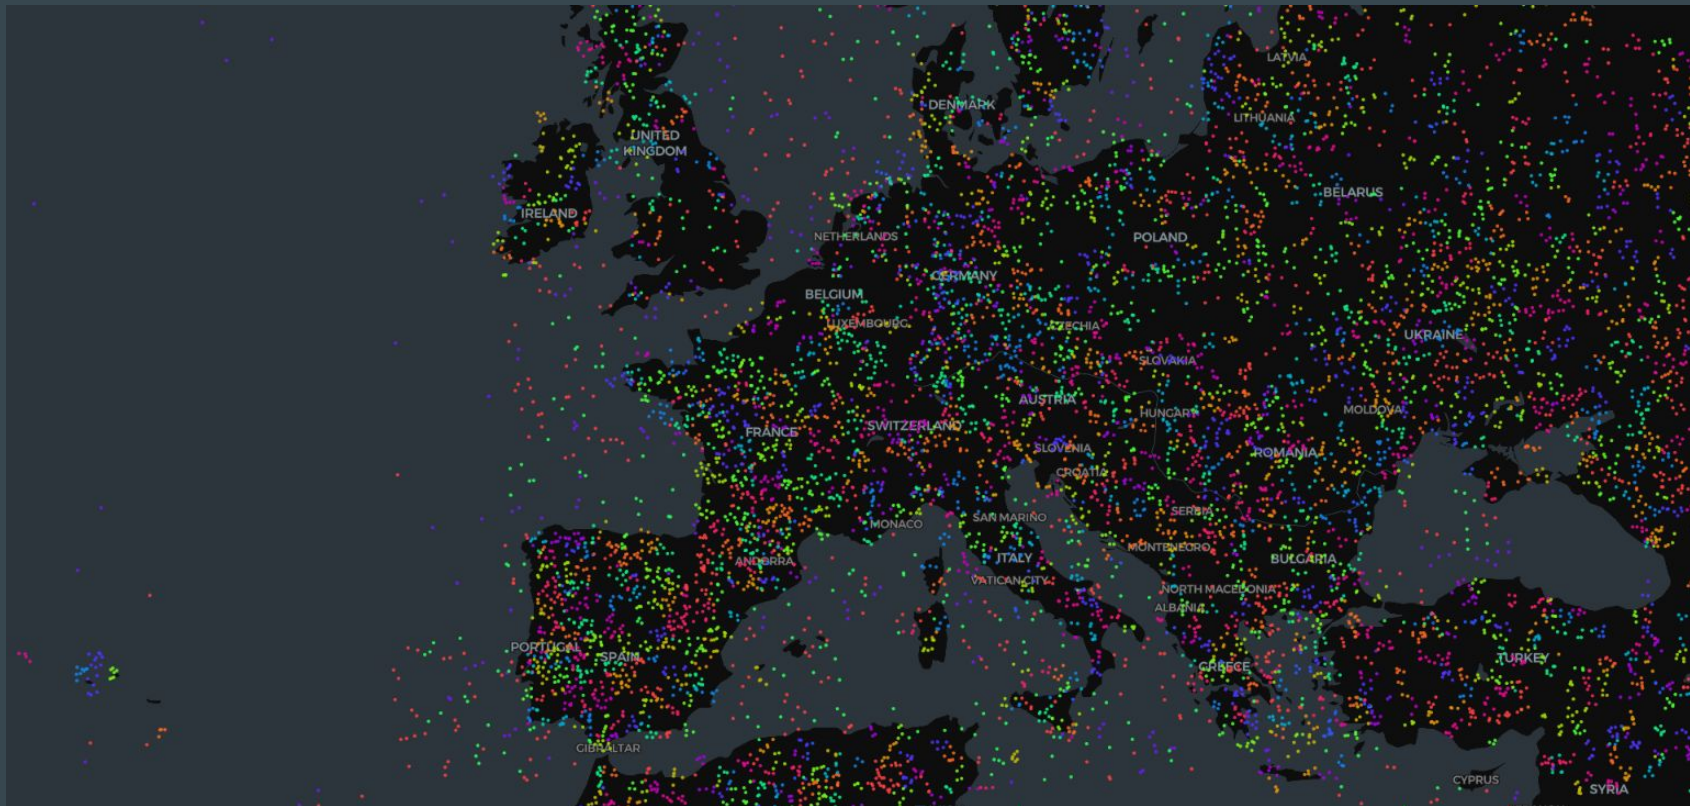 LATVIA
DENMARK
LITHUANIA
UNITED
KINGDOM
BELARUS
IRELAND
NETHERLANDS
POLAND
GERMANY
BELGIUM
LUXEMBOURG
CZECHIA
UKRAINE
SLOVAKIA
AUSTRIA
HUNGARY
MOLDOVA
SWITZERLAND
FRANCE
SLOVENIA
ROMANIA
CROATIA
SERBIA
SAN MARINO
MONACO
MONTENEGRO
ITALY
BULGARIA
ANDORRA
VATICAN CITY
NORTH MACEDONIA
ALBANIA
PORTUGAL
SPAIN
TURKEY
GREECE
GIBRALTAR
CYPRUS
SYRIA